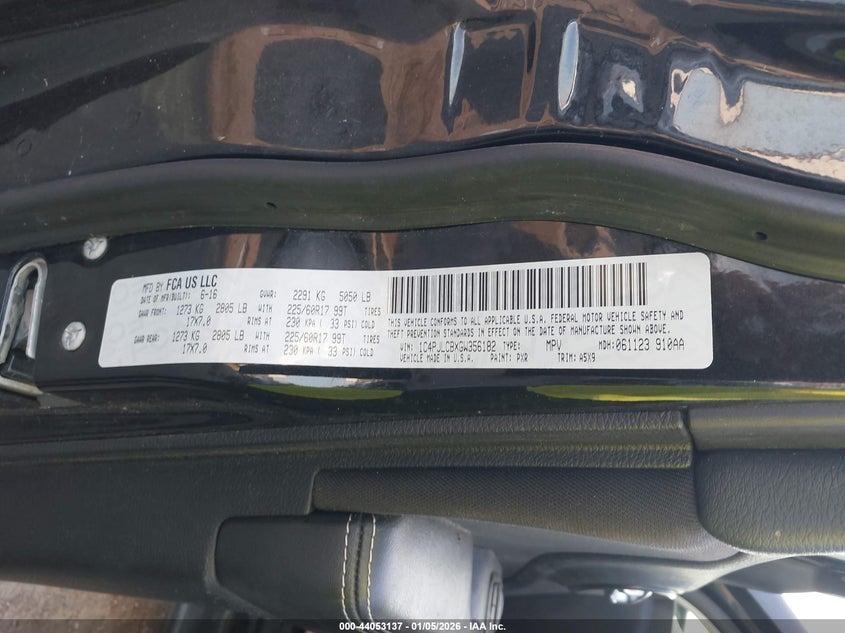 MFD BY FCA US LLC
DATE OF MFR(BUILT): 6-16 GVWR: 2291 KG 5050 LB
GAWR FRONT: 1273 KG 2805 LB WITH 225/60R17 99T TIRES
17X7.0 RIMS AT 230 KPA ( 33 PSI) COLD
GAWR REAR: 1273 KG 2805 LB WITH 225/60R17 99T TIRES
17X7.0 RIMS AT 230 KPA ( 33 PSI) COLD
THIS VEHICLE CONFORMS TO ALL APPLICABLE U.S.A. FEDERAL MOTOR VEHICLE SAFETY AND
THEFT PREVENTION STANDARDS IN EFFECT ON THE DATE OF MANUFACTURE SHOWN ABOVE.
VIN: 1C4PJLCBXGW356182 TYPE: MPV MDH: 061123 910AA
VEHICLE MADE IN U.S.A. PAINT: PXR TRIM: A5X9
000-44053137 - 01/05/2026 - IAA Inc.